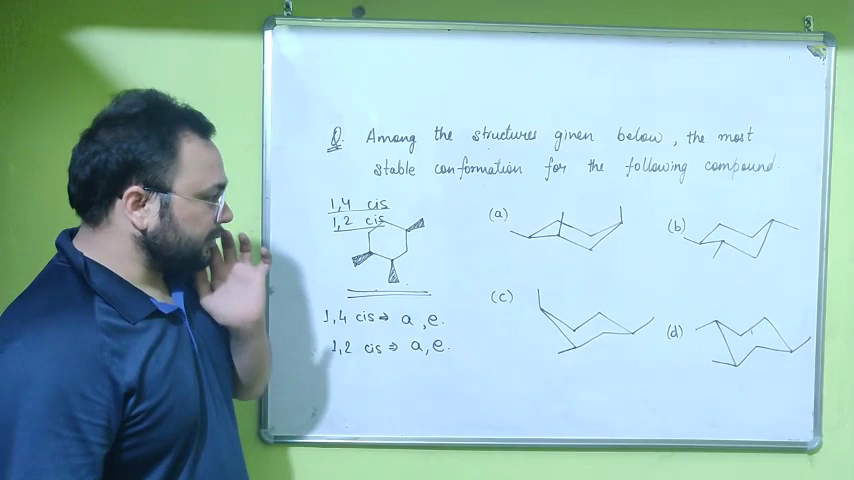 Q. Among the structures given below, the most
stable conformation for the following compound.
1,4 cis
1,2 cis
(a)
(b)
(c)
(d)
1,4 cis ⇒ a, e.
1,2 cis ⇒ a, e.